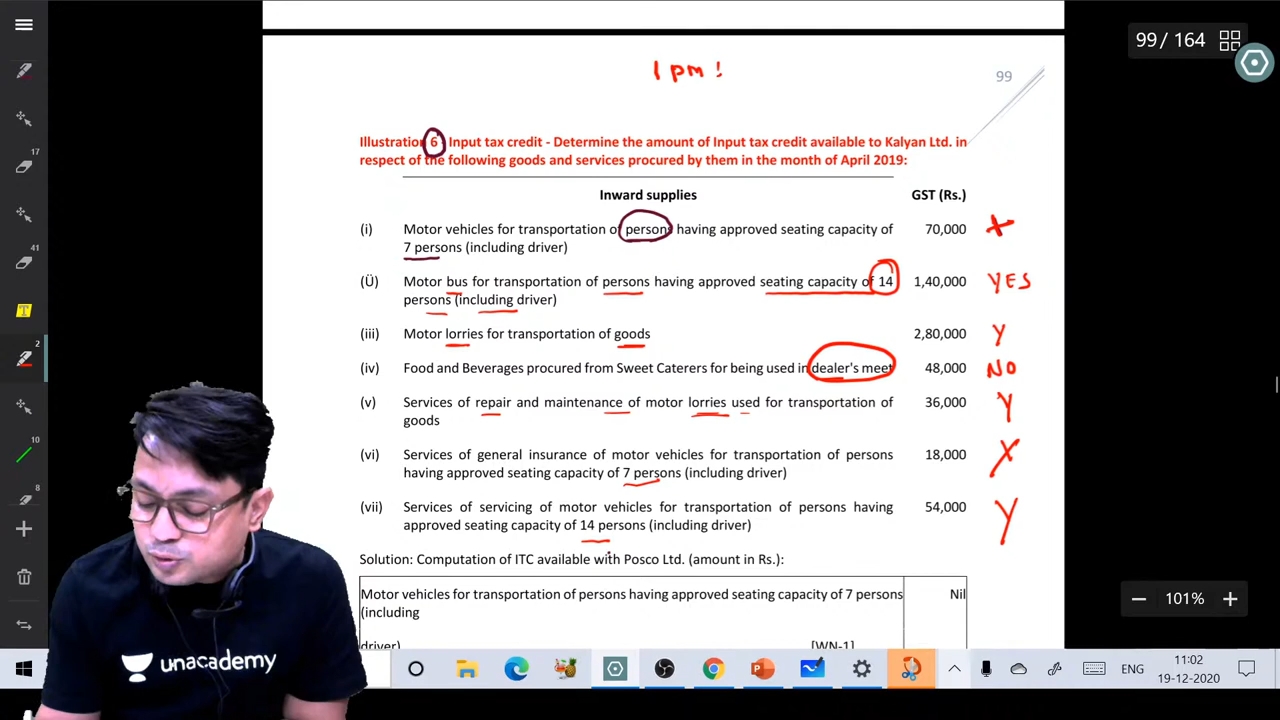 99 / 164
1 pm !
99
Illustration 6 Input tax credit - Determine the amount of Input tax credit available to Kalyan Ltd. in
respect of the following goods and services procured by them in the month of April 2019:
Inward supplies GST (Rs.)
(i) Motor vehicles for transportation of persons having approved seating capacity of 70,000 X
7 persons (including driver)
(Ü) Motor bus for transportation of persons having approved seating capacity of 14 1,40,000 YES
persons (including driver)
(iii) Motor lorries for transportation of goods 2,80,000 Y
(iv) Food and Beverages procured from Sweet Caterers for being used in dealer's meet 48,000 NO
(v) Services of repair and maintenance of motor lorries used for transportation of 36,000 Y
goods
(vi) Services of general insurance of motor vehicles for transportation of persons 18,000 X
having approved seating capacity of 7 persons (including driver)
(vii) Services of servicing of motor vehicles for transportation of persons having 54,000 Y
approved seating capacity of 14 persons (including driver)
Solution: Computation of ITC available with Posco Ltd. (amount in Rs.):
Motor vehicles for transportation of persons having approved seating capacity of 7 persons Nil
(including
driver) [WN-1]
17
41
T
2
10
8
101%
unacademy
ENG
11:02
19-12-2020